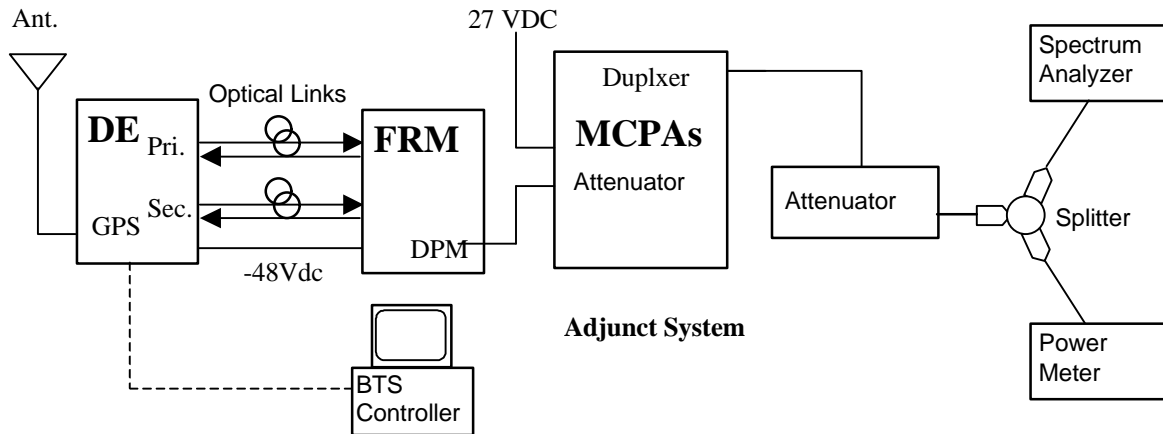 Ant.
27 VDC
Spectrum
Analyzer
Optical Links
Duplxer
DE
FRM
MCPAs
Pri.
Attenuator
Attenuator
Sec.
GPS
Splitter
DPM
-48Vdc
Adjunct System
Power
Meter
BTS
Controller